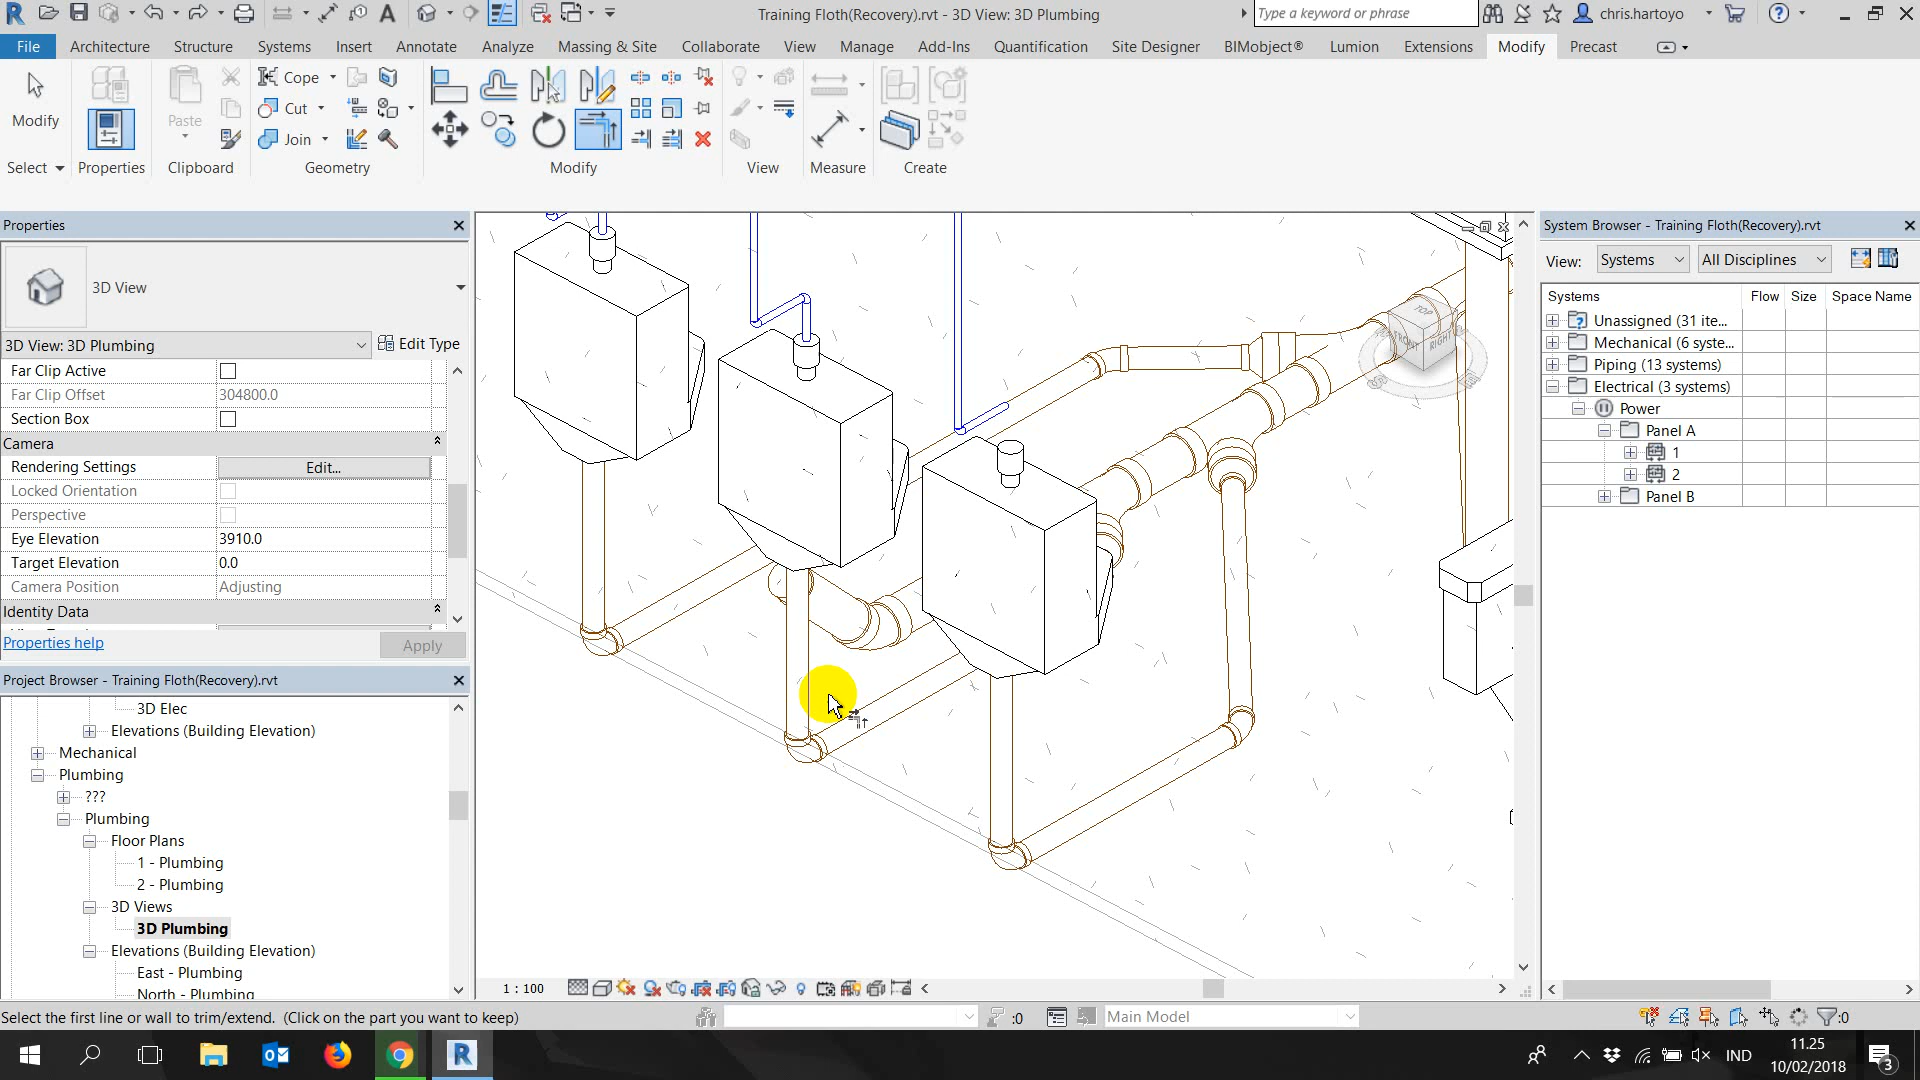 Training Floth(Recovery).rvt - 3D View: 3D Plumbing
Type a keyword or phrase
chris.hartoyo
File Architecture Structure Systems Insert Annotate Analyze Massing & Site Collaborate View Manage Add-Ins Quantification Site Designer BIMobject® Lumion Extensions Modify Precast
Modify
Paste
Cope
Cut
Join
Select Properties Clipboard Geometry Modify View Measure Create
Properties
3D View
3D View: 3D Plumbing
Edit Type
Far Clip Active
Far Clip Offset 304800.0
Section Box
Camera
Rendering Settings Edit...
Locked Orientation
Perspective
Eye Elevation 3910.0
Target Elevation 0.0
Camera Position Adjusting
Identity Data
Properties help
Apply
Project Browser - Training Floth(Recovery).rvt
3D Elec
Elevations (Building Elevation)
Mechanical
Plumbing
???
Plumbing
Floor Plans
1 - Plumbing
2 - Plumbing
3D Views
3D Plumbing
Elevations (Building Elevation)
East - Plumbing
North - Plumbing
TOP
FRONT
RIGHT
S
E
1 : 100
System Browser - Training Floth(Recovery).rvt
View: Systems All Disciplines
Systems Flow Size Space Name
Unassigned (31 ite...
Mechanical (6 syste...
Piping (13 systems)
Electrical (3 systems)
Power
Panel A
1
2
Panel B
Select the first line or wall to trim/extend. (Click on the part you want to keep)
:0
Main Model
:0
IND
11.25
10/02/2018
3